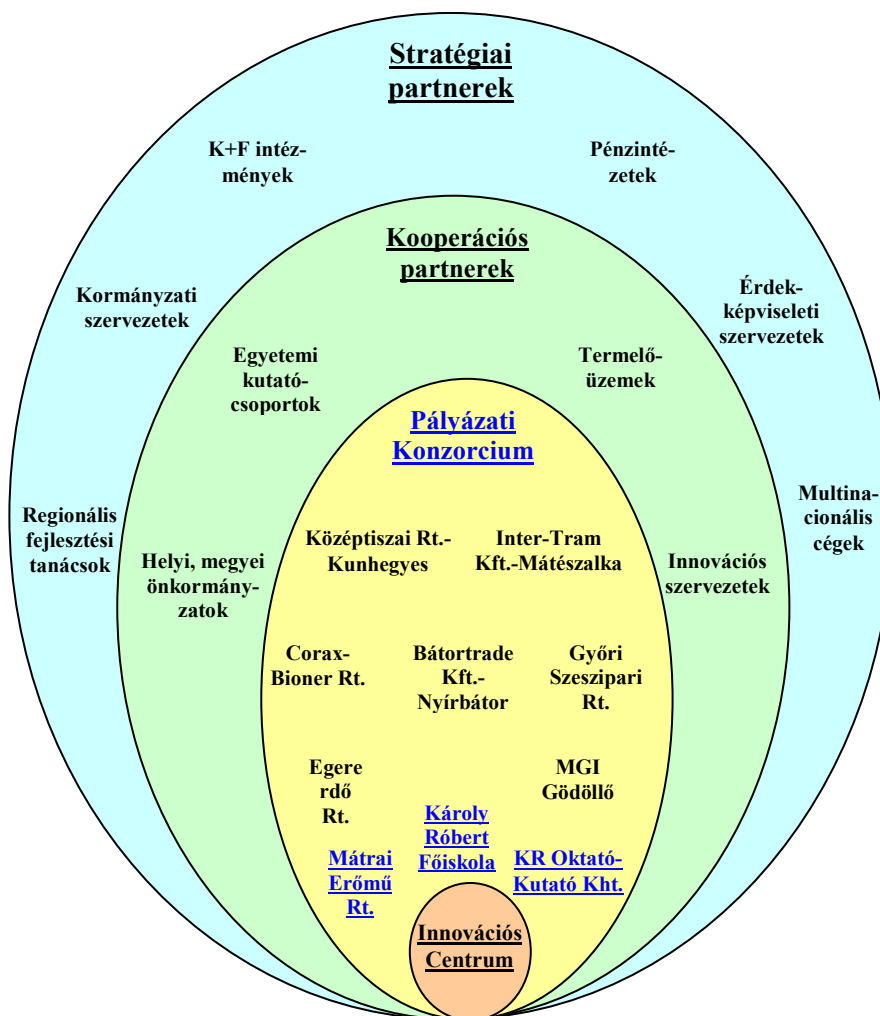 Stratégiai
partnerek
K+F intéz-
mények
Pénzinté-
zetek
Kooperációs
partnerek
Kormányzati
szervezetek
Érdek-
képviseleti
szervezetek
Egyetemi
kutató-
csoportok
Termelő-
üzemek
Pályázati
Konzorcium
Regionális
fejlesztési
tanácsok
Multina-
cionális
cégek
Helyi, megyei
önkormány-
zatok
Középtiszai Rt.-
Kunhegyes
Inter-Tram
Kft.-Mátészalka
Innovációs
szervezetek
Corax-
Bioner Rt.
Bátortrade
Kft.-
Nyírbátor
Győri
Szeszipari
Rt.
Egere
rdő
Rt.
MGI
Gödöllő
Károly
Róbert
Főiskola
Mátrai
Erőmű
Rt.
KR Oktató-
Kutató Kht.
Innovációs
Centrum